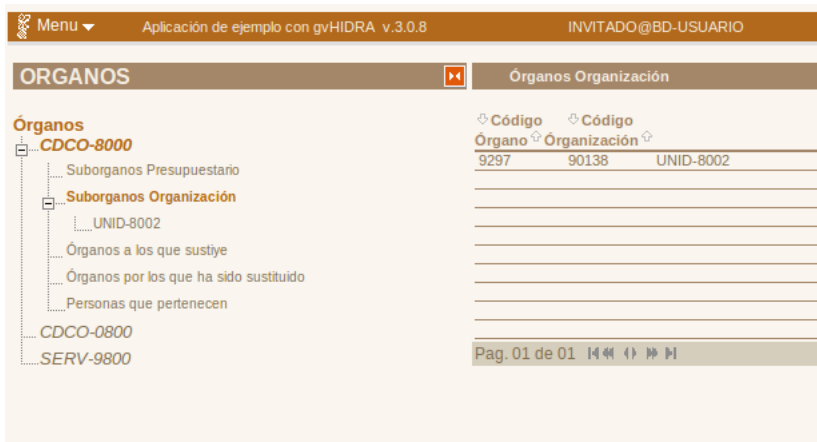 Menu Aplicación de ejemplo con gvHIDRA v.3.0.8 INVITADO@BD-USUARIO
ORGANOS
Órganos
CDCO-8000
Suborganos Presupuestario
Suborganos Organización
UNID-8002
Órganos a los que sustiye
Órganos por los que ha sido sustituido
Personas que pertenecen
CDCO-0800
SERV-9800
Órganos Organización
Código Código
Órgano Órganización
9297 90138 UNID-8002
Pag. 01 de 01